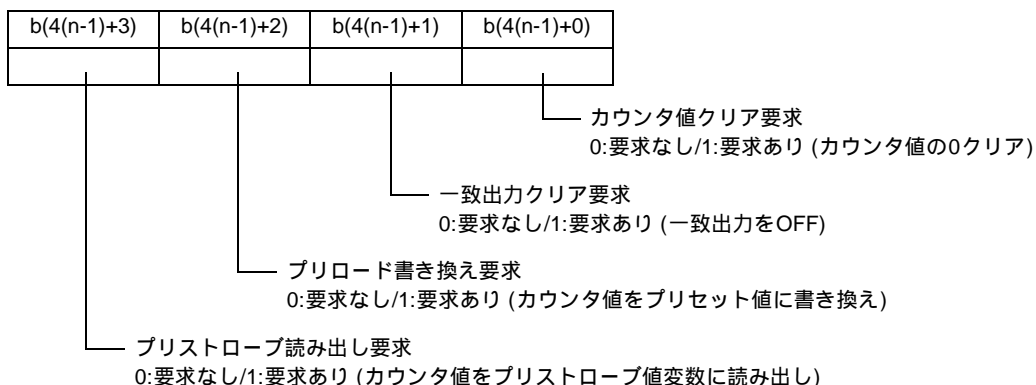 b(4(n-1)+3) b(4(n-1)+2) b(4(n-1)+1) b(4(n-1)+0)
カウンタ値クリア要求
0:要求なし/1:要求あり (カウンタ値の0クリア)
一致出力クリア要求
0:要求なし/1:要求あり (一致出力をOFF)
プリロード書き換え要求
0:要求なし/1:要求あり (カウンタ値をプリセット値に書き換え)
プリストローブ読み出し要求
0:要求なし/1:要求あり (カウンタ値をプリストローブ値変数に読み出し)